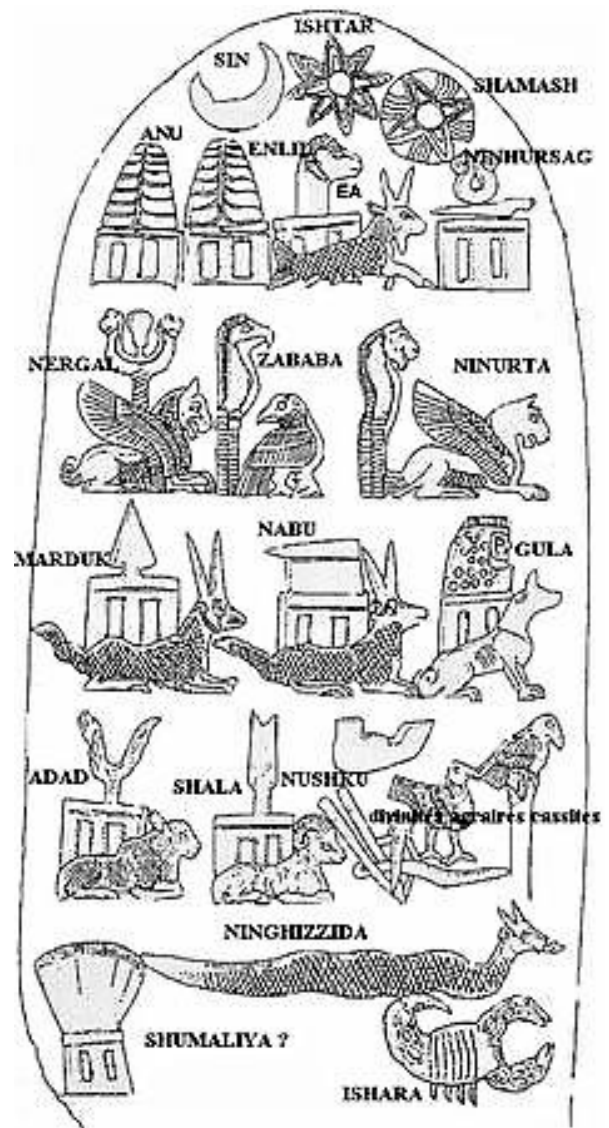 ISHTAR
SIN
SHAMASH
ANU
ENLIL
NINHURSAG
EA
NERGAL
ZABABA
NINURTA
MARDUK
NABU
GULA
ADAD
SHALA
NUSHKU
divinités agraires cassites
NINGHIZZIDA
SHUMALIYA ?
ISHARA